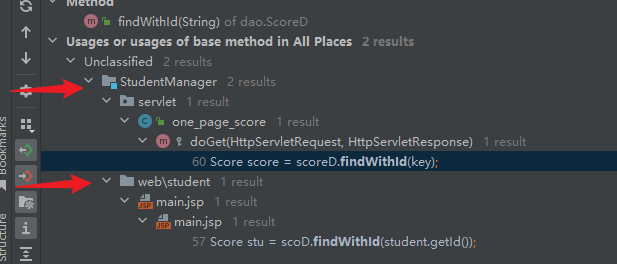 Method
findWithId(String) of dao.ScoreD
Usages or usages of base method in All Places 2 results
Unclassified 2 results
StudentManager 2 results
servlet 1 result
one_page_score 1 result
doGet(HttpServletRequest, HttpServletResponse) 1 result
60 Score score = scoreD.findWithId(key);
web\student 1 result
main.jsp 1 result
main.jsp 1 result
57 Score stu = scoD.findWithId(student.getId());
Bookmarks
Structure